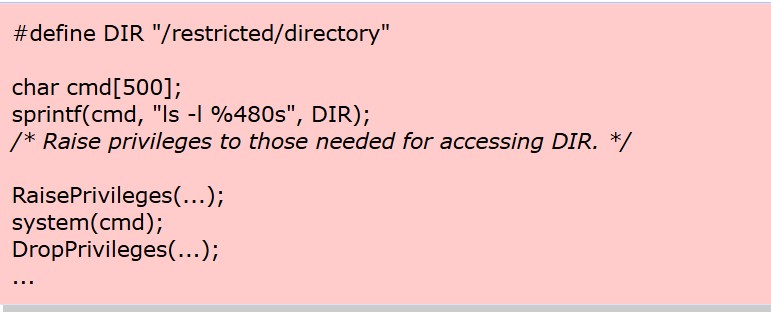 #define DIR "/restricted/directory"
char cmd[500];
sprintf(cmd, "ls -l %480s", DIR);
/* Raise privileges to those needed for accessing DIR. */
RaisePrivileges(...);
system(cmd);
DropPrivileges(...);
...